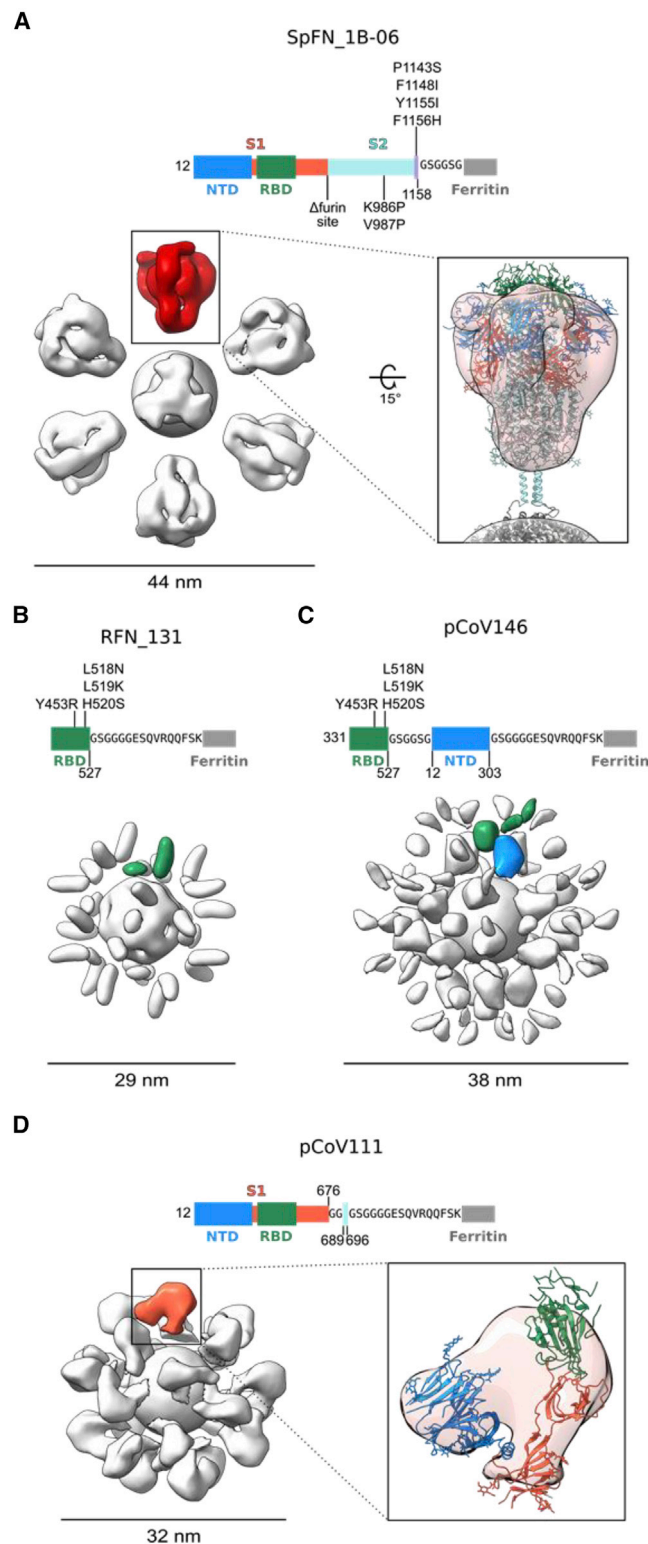 A
SpFN_1B-06
P1143S
F1148I
Y1155I
F1156H
S1
S2
12
GSGGSG
NTD
RBD
1158
Ferritin
Δfurin
site
K986P
V987P
15°
44 nm
B
RFN_131
L518N
L519K
Y453R H520S
GSGGGGESQVRQQFSK
RBD
Ferritin
527
29 nm
C
pCoV146
L518N
L519K
Y453R H520S
331
GSGGSG
GSGGGGESQVRQQFSK
RBD
NTD
Ferritin
527
12
303
38 nm
D
pCoV111
S1
676
12
GG
GSGGGGESQVRQQFSK
NTD
RBD
689
696
Ferritin
32 nm